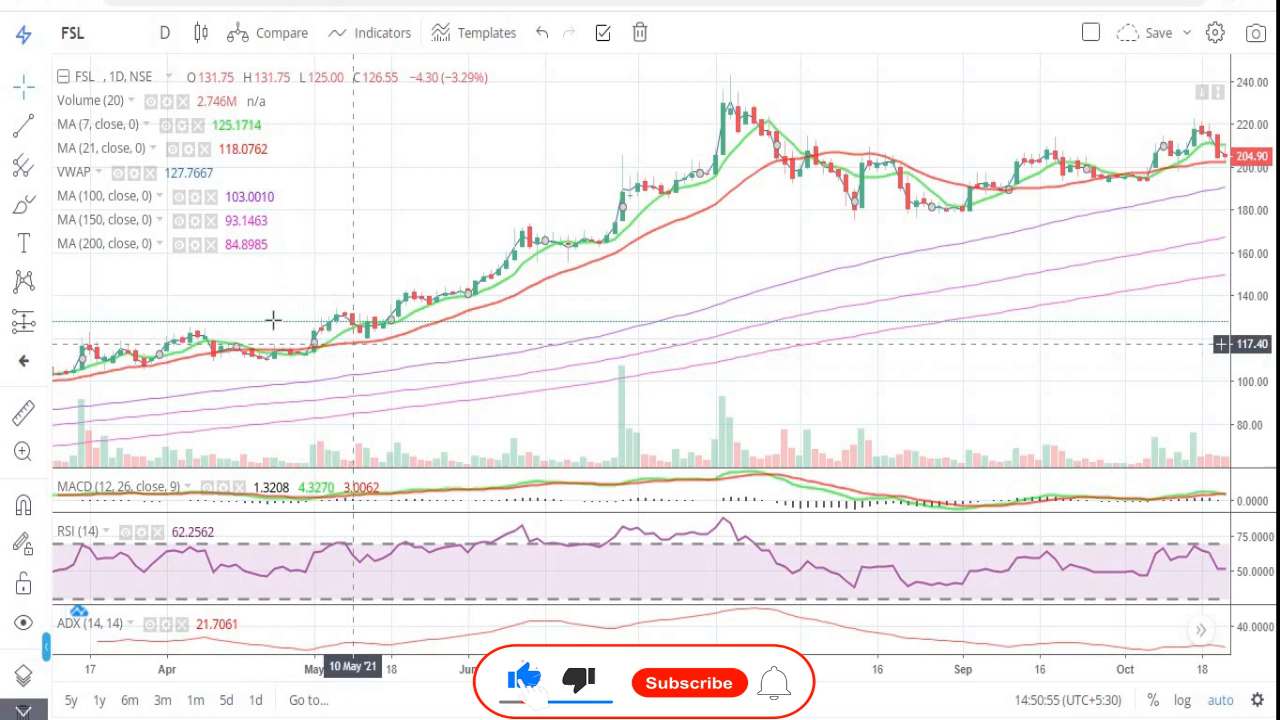 FSL D Compare Indicators Templates Save
FSL , 1D, NSE O131.75 H131.75 L125.00 C126.55 −4.30 (−3.29%)
Volume (20) 2.746M n/a
MA (7, close, 0) 125.1714
MA (21, close, 0) 118.0762
VWAP 127.7667
MA (100, close, 0) 103.0010
MA (150, close, 0) 93.1463
MA (200, close, 0) 84.8985
240.00
220.00
204.90
200.00
180.00
160.00
140.00
117.40
100.00
80.00
MACD (12, 26, close, 9) 1.3208 4.3270 3.0062
0.0000
RSI (14) 62.2562
75.0000
50.0000
ADX (14, 14) 21.7061
40.0000
17 Apr May 10 May '21 18 Jun 16 Sep 16 Oct 18
Subscribe
5y 1y 6m 3m 1m 5d 1d Go to... 14:50:55 (UTC+5:30) % log auto